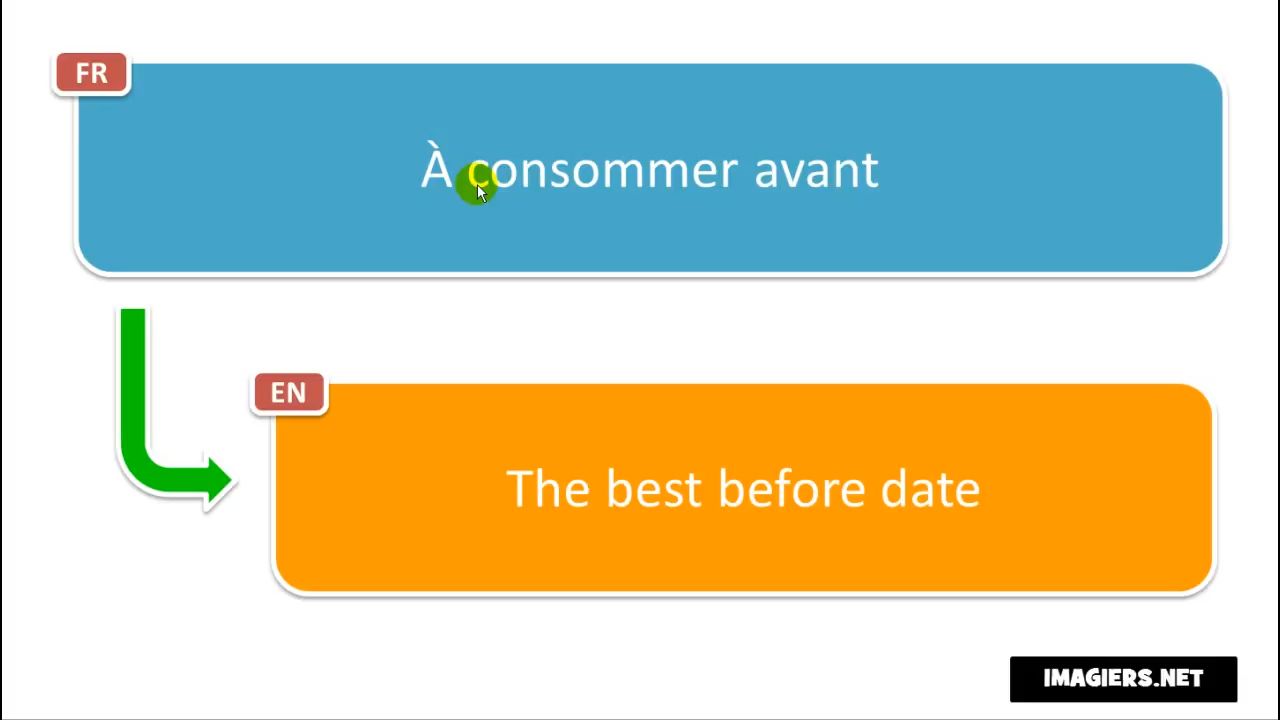 FR
À consommer avant
EN
The best before date
IMAGIERS.NET